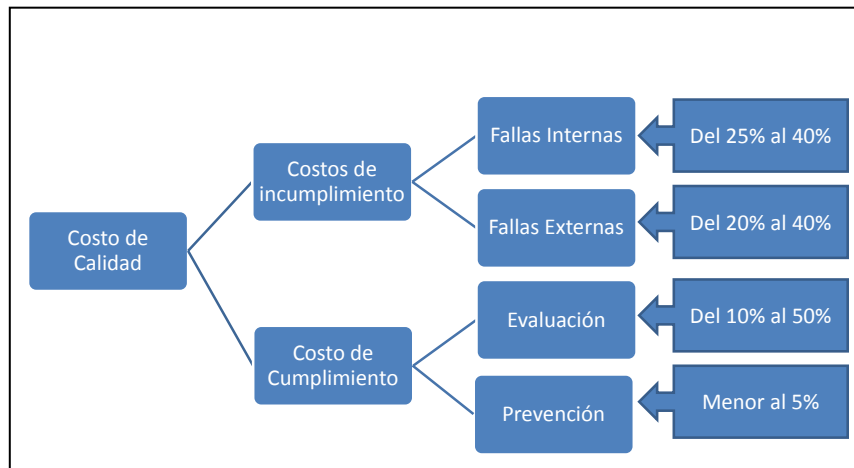 Costo de
Calidad
Costos de
incumplimiento
Fallas Internas
Del 25% al 40%
Fallas Externas
Del 20% al 40%
Costo de
Cumplimiento
Evaluación
Del 10% al 50%
Prevención
Menor al 5%